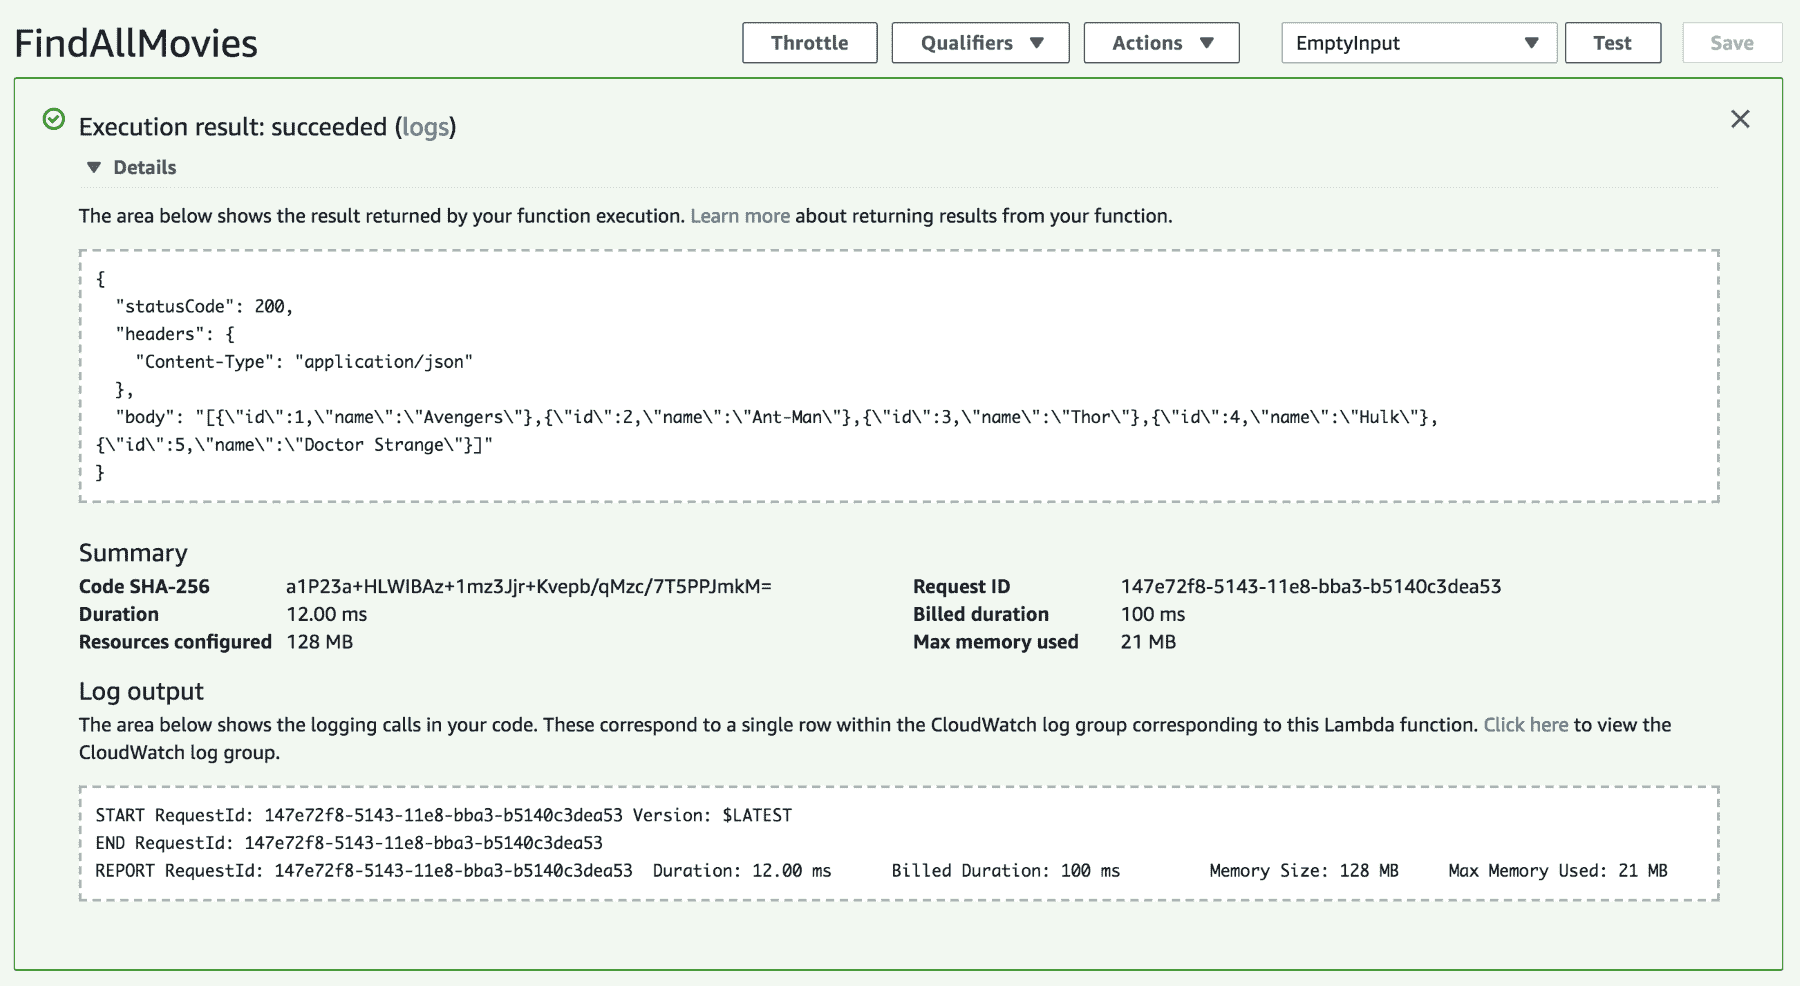 FindAllMovies
Throttle
Qualifiers
Actions
EmptyInput
Test
Save
Execution result: succeeded (logs)
Details
The area below shows the result returned by your function execution. Learn more about returning results from your function.
{
  "statusCode": 200,
  "headers": {
    "Content-Type": "application/json"
  },
  "body": "[{\"id\":1,\"name\":\"Avengers\"},{\"id\":2,\"name\":\"Ant-Man\"},{\"id\":3,\"name\":\"Thor\"},{\"id\":4,\"name\":\"Hulk\"},
{\"id\":5,\"name\":\"Doctor Strange\"}]"
}
Summary
Code SHA-256 a1P23a+HLWIBAz+1mz3Jjr+Kvepb/qMzc/7T5PPJmkM=
Request ID 147e72f8-5143-11e8-bba3-b5140c3dea53
Duration 12.00 ms
Billed duration 100 ms
Resources configured 128 MB
Max memory used 21 MB
Log output
The area below shows the logging calls in your code. These correspond to a single row within the CloudWatch log group corresponding to this Lambda function. Click here to view the
CloudWatch log group.
START RequestId: 147e72f8-5143-11e8-bba3-b5140c3dea53 Version: $LATEST
END RequestId: 147e72f8-5143-11e8-bba3-b5140c3dea53
REPORT RequestId: 147e72f8-5143-11e8-bba3-b5140c3dea53  Duration: 12.00 ms      Billed Duration: 100 ms         Memory Size: 128 MB     Max Memory Used: 21 MB